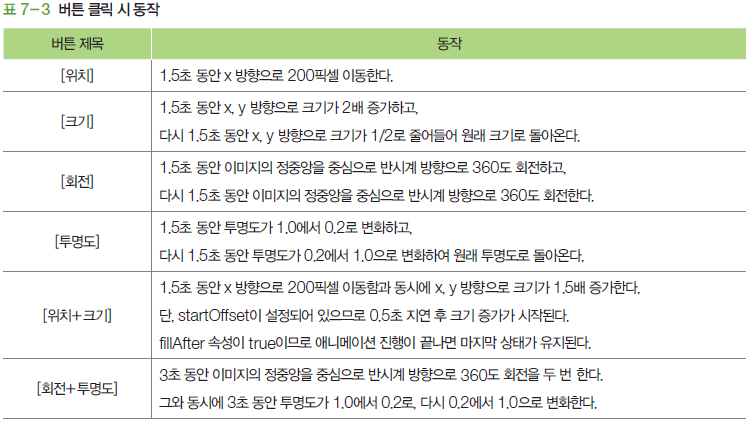 표 7-3 버튼 클릭 시 동작
버튼 제목 동작
[위치] 1.5초 동안 x 방향으로 200픽셀 이동한다.
[크기] 1.5초 동안 x, y 방향으로 크기가 2배 증가하고,
다시 1.5초 동안 x, y 방향으로 크기가 1/2로 줄어들어 원래 크기로 돌아온다.
[회전] 1.5초 동안 이미지의 정중앙을 중심으로 반시계 방향으로 360도 회전하고,
다시 1.5초 동안 이미지의 정중앙을 중심으로 반시계 방향으로 360도 회전한다.
[투명도] 1.5초 동안 투명도가 1.0에서 0.2로 변화하고,
다시 1.5초 동안 투명도가 0.2에서 1.0으로 변화하여 원래 투명도로 돌아온다.
[위치+크기] 1.5초 동안 x 방향으로 200픽셀 이동함과 동시에 x, y 방향으로 크기가 1.5배 증가한다.
단, startOffset이 설정되어 있으므로 0.5초 지연 후 크기 증가가 시작된다.
fillAfter 속성이 true이므로 애니메이션 진행이 끝나면 마지막 상태가 유지된다.
[회전+투명도] 3초 동안 이미지의 정중앙을 중심으로 반시계 방향으로 360도 회전을 두 번 한다.
그와 동시에 3초 동안 투명도가 1.0에서 0.2로, 다시 0.2에서 1.0으로 변화한다.